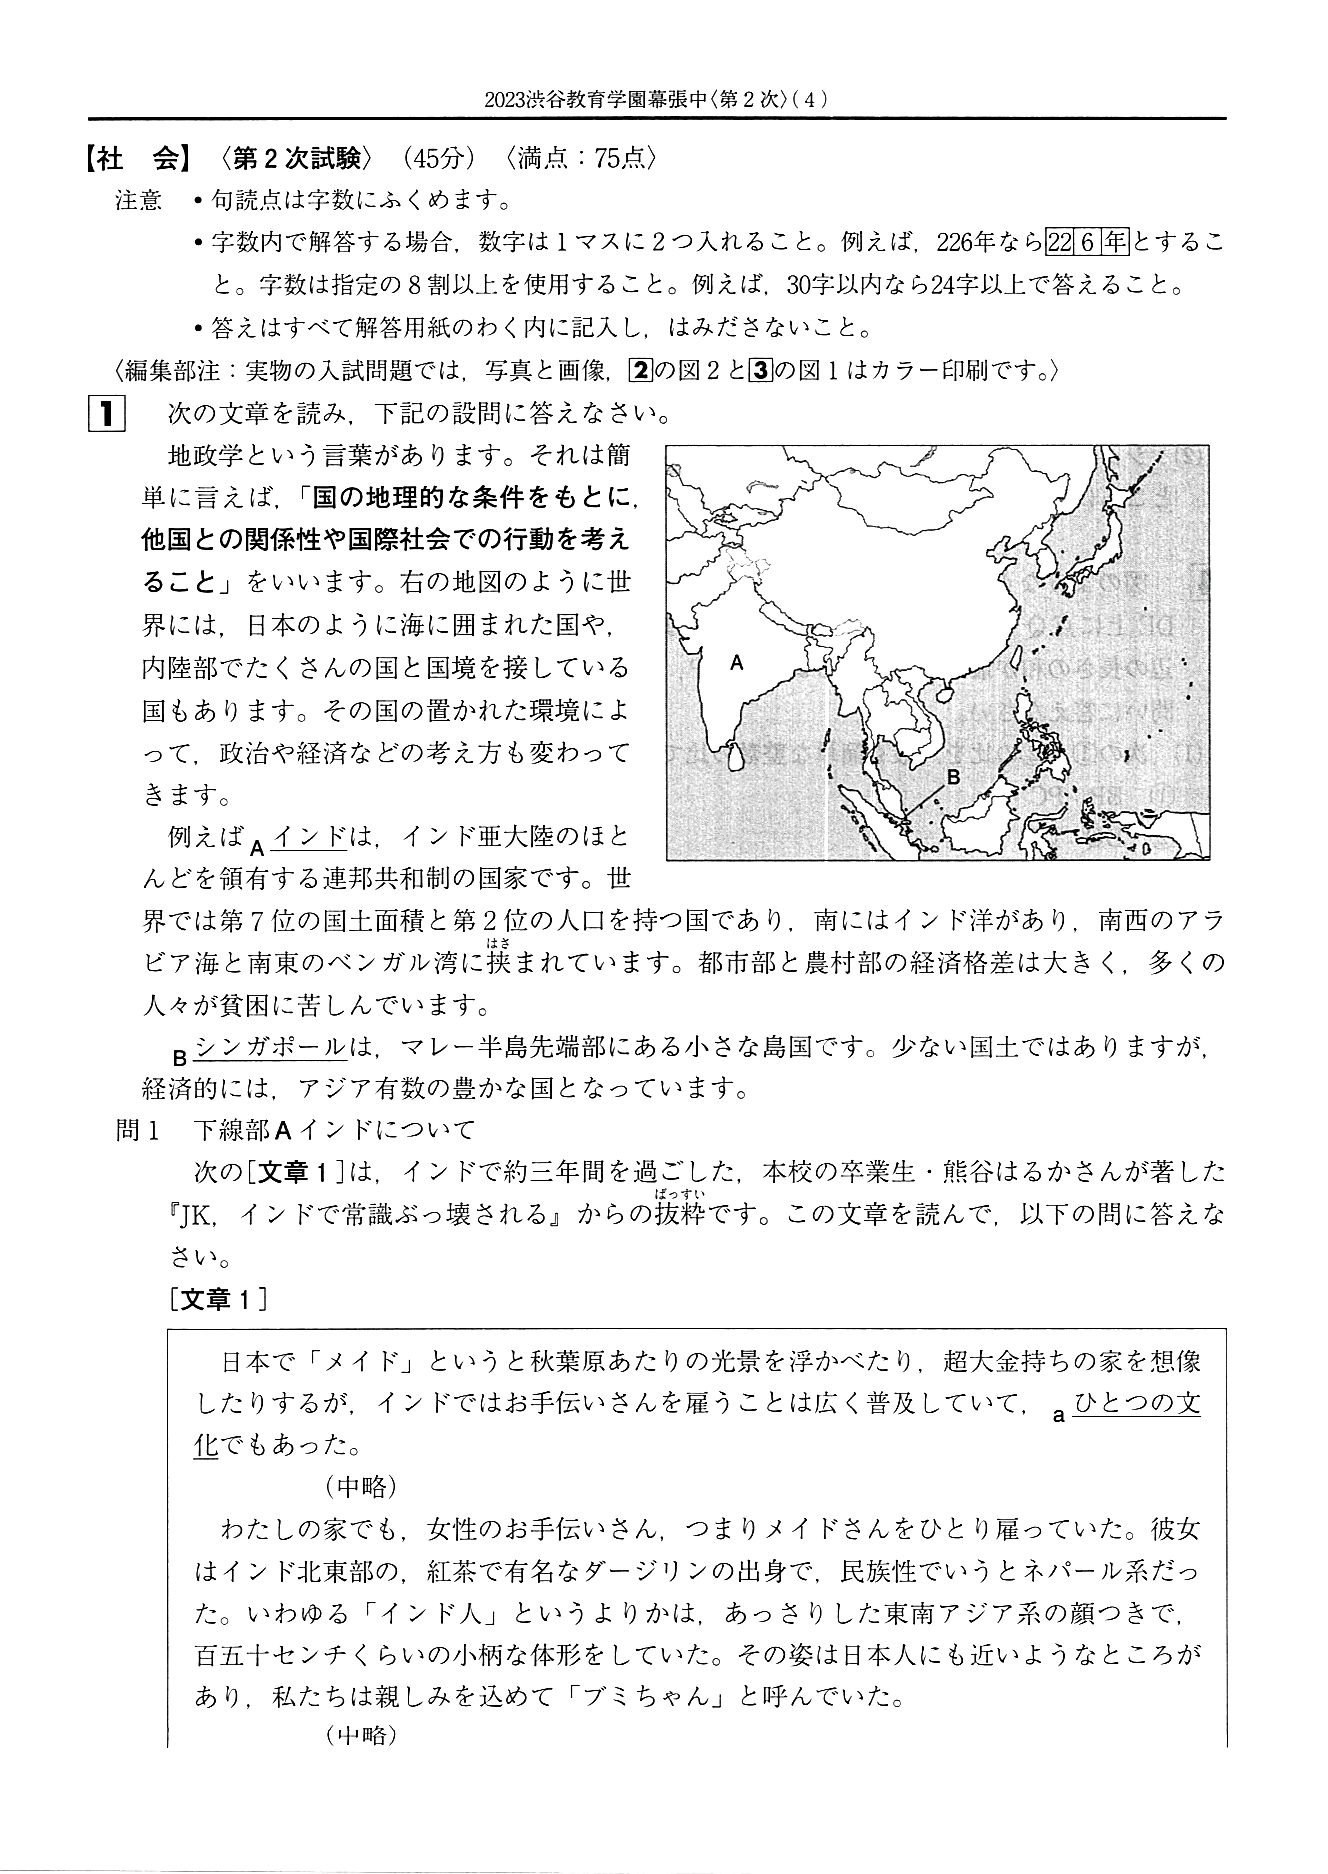 2023渋谷教育学園幕張中〈第2次〉(4)
【社　会】〈第2次試験〉（45分）〈満点：75点〉
注意　・句読点は字数にふくめます。
・字数内で解答する場合，数字は1マスに2つ入れること。例えば，226年なら22 6 年とするこ
と。字数は指定の8割以上を使用すること。例えば，30字以内なら24字以上で答えること。
・答えはすべて解答用紙のわく内に記入し，はみださないこと。
〈編集部注：実物の入試問題では，写真と画像，2の図2と3の図1はカラー印刷です。〉
1　次の文章を読み，下記の設問に答えなさい。
地政学という言葉があります。それは簡
単に言えば，「国の地理的な条件をもとに，
他国との関係性や国際社会での行動を考え
ること」をいいます。右の地図のように世
界には，日本のように海に囲まれた国や，
内陸部でたくさんの国と国境を接している
国もあります。その国の置かれた環境によ
って，政治や経済などの考え方も変わって
きます。
A
B
例えばAインドは，インド亜大陸のほと
んどを領有する連邦共和制の国家です。世
界では第7位の国土面積と第2位の人口を持つ国であり，南にはインド洋があり，南西のアラ
はさ
ビア海と南東のベンガル湾に挟まれています。都市部と農村部の経済格差は大きく，多くの
人々が貧困に苦しんでいます。
Bシンガポールは，マレー半島先端部にある小さな島国です。少ない国土ではありますが，
経済的には，アジア有数の豊かな国となっています。
問1　下線部Aインドについて
次の[文章1]は，インドで約三年間を過ごした，本校の卒業生・熊谷はるかさんが著した
ばっすい
『JK，インドで常識ぶっ壊される』からの抜粋です。この文章を読んで，以下の問に答えな
さい。
[文章1]
日本で「メイド」というと秋葉原あたりの光景を浮かべたり，超大金持ちの家を想像
したりするが，インドではお手伝いさんを雇うことは広く普及していて，aひとつの文
化でもあった。
（中略）
わたしの家でも，女性のお手伝いさん，つまりメイドさんをひとり雇っていた。彼女
はインド北東部の，紅茶で有名なダージリンの出身で，民族性でいうとネパール系だっ
た。いわゆる「インド人」というよりかは，あっさりした東南アジア系の顔つきで，
百五十センチくらいの小柄な体形をしていた。その姿は日本人にも近いようなところが
あり，私たちは親しみを込めて「ブミちゃん」と呼んでいた。
（中略）